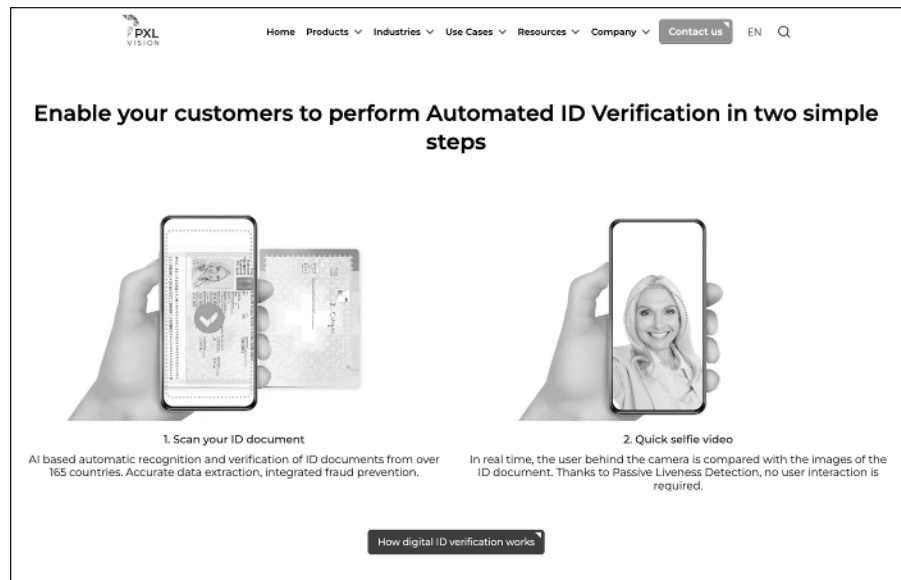 PXL
VISION
Home Products Industries Use Cases Resources Company Contact us EN
Enable your customers to perform Automated ID Verification in two simple
steps
1. Scan your ID document
AI based automatic recognition and verification of ID documents from over
165 countries. Accurate data extraction, integrated fraud prevention.
2. Quick selfie video
In real time, the user behind the camera is compared with the images of the
ID document. Thanks to Passive Liveness Detection, no user interaction is
required.
How digital ID verification works